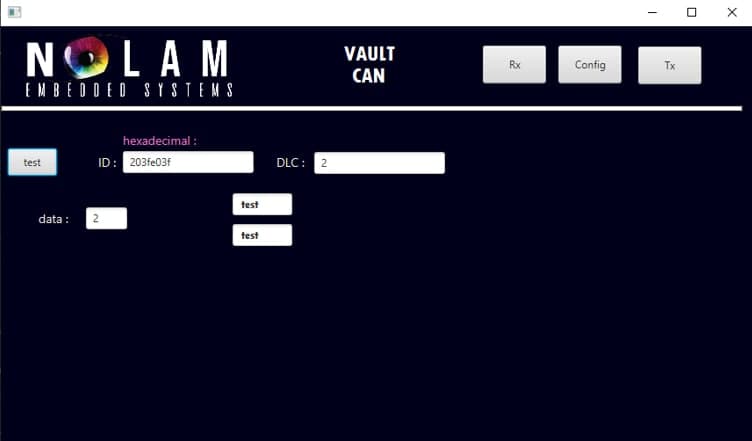 NOLAM
EMBEDDED SYSTEMS
VAULT
CAN
Rx
Config
Tx
hexadecimal :
test
ID :
203fe03f
DLC :
2
data :
2
test
test